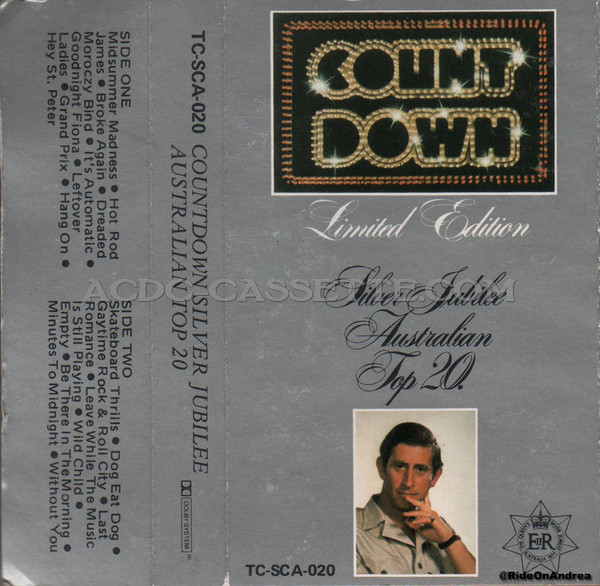 SIDE ONE
Midsummer Madness • Hot Rod
James • Broke Again • Dreaded
Moroczy Bind • It's Automatic •
Goodnight Fiona • Leftover
Ladies • Grand Prix • Hang On •
Hey St. Peter
SIDE TWO
Skateboard Thrills • Dog Eat Dog •
Gaytime Rock & Roll City • Last
Romance • Leave While The Music
Is Still Playing • Wild Child •
Empty • Be There In The Morning •
Minutes To Midnight • Without You
TC-SCA-020 COUNTDOWN SILVER JUBILEE
AUSTRALIAN TOP 20
DOLBY SYSTEM
COUNT
DOWN
Limited Edition
Silver Jubilee
Australian
Top 20.
ACDCCASSETTE.COM
EIIR
TC-SCA-020
@RideOnAndrea